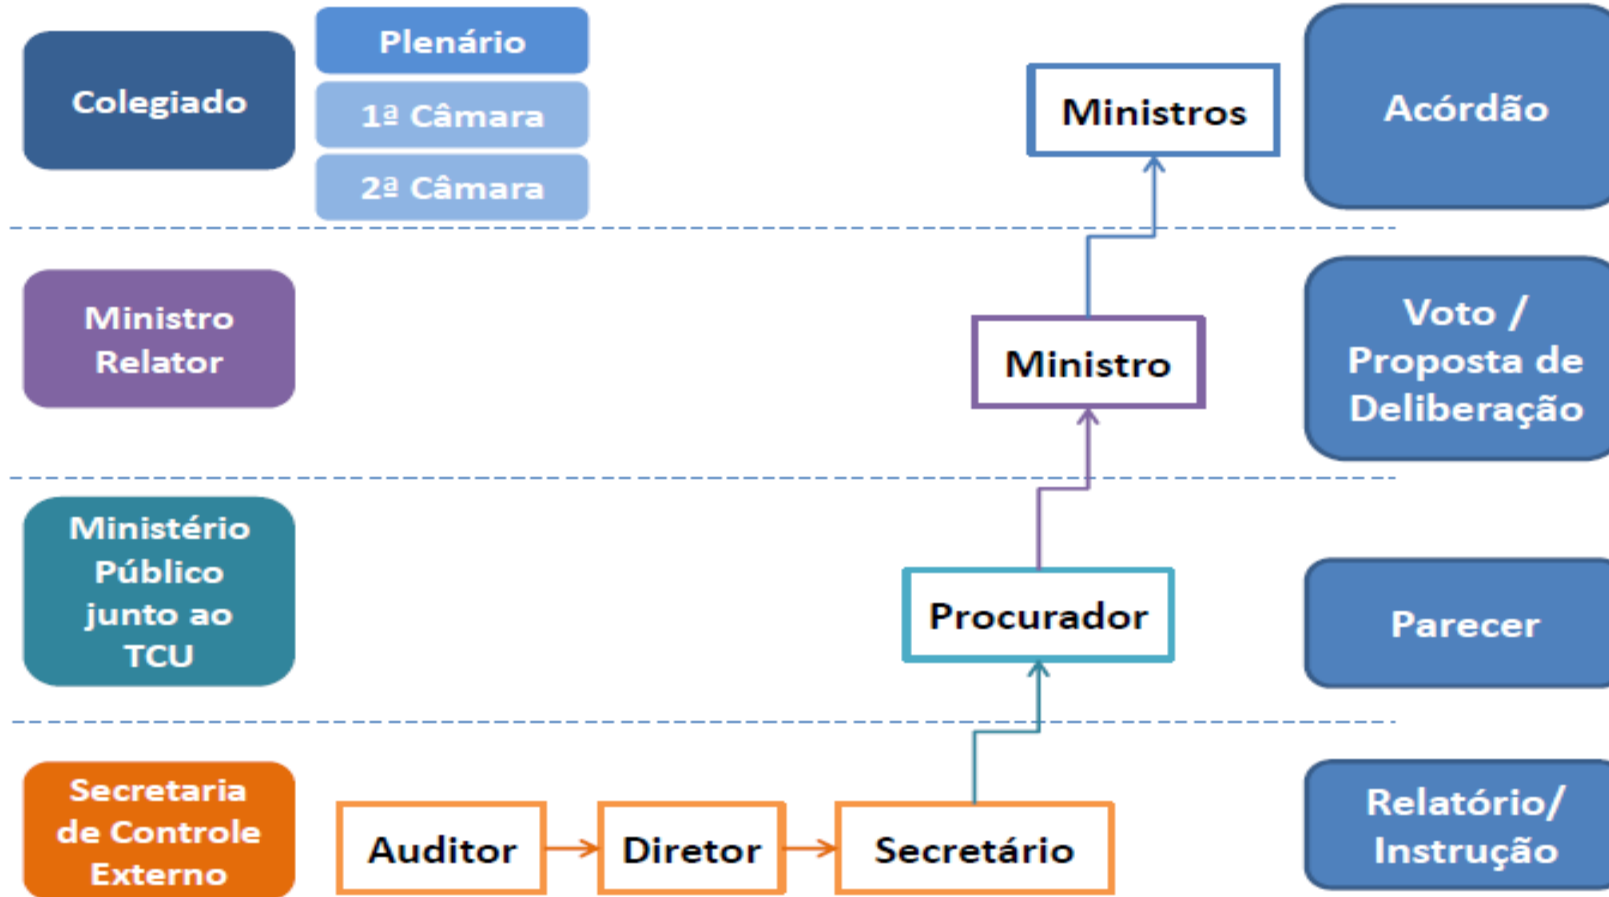 Colegiado
Plenário
1ª Câmara
2ª Câmara
Ministros
Acórdão
Ministro
Relator
Ministro
Voto /
Proposta de
Deliberação
Ministério
Público
junto ao
TCU
Procurador
Parecer
Secretaria
de Controle
Externo
Auditor
Diretor
Secretário
Relatório/
Instrução